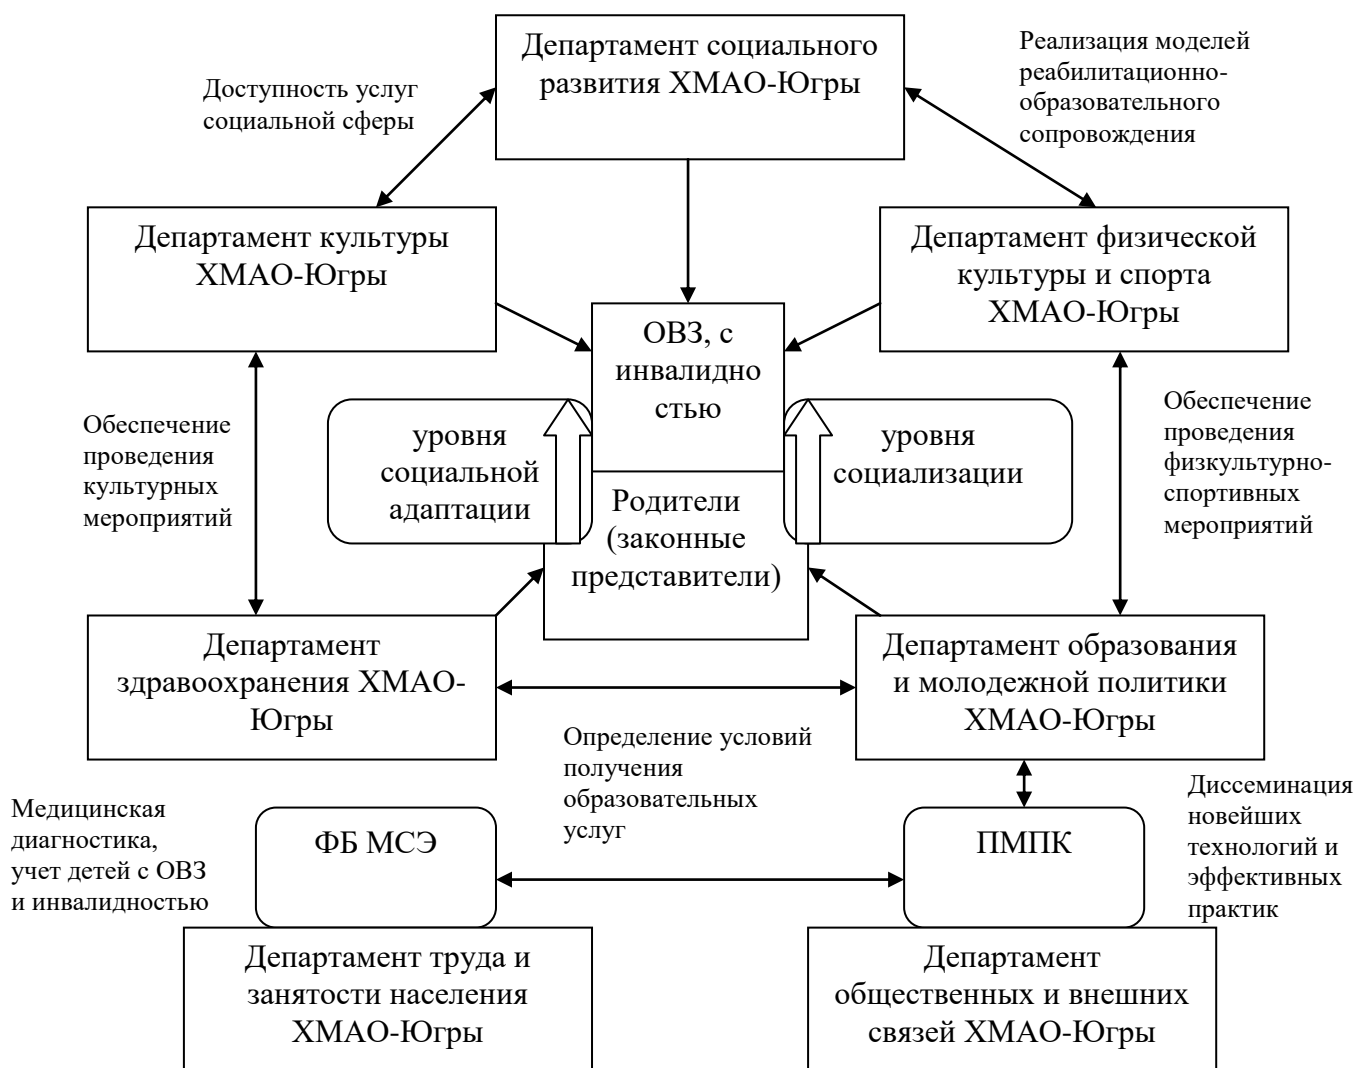 Департамент социального
развития ХМАО-Югры
Реализация моделей
реабилитационно-
образовательного
сопровождения
Доступность услуг
социальной сферы
Департамент культуры
ХМАО-Югры
Департамент физической
культуры и спорта
ХМАО-Югры
ОВЗ, с
инвалидно
стью
Обеспечение
проведения
культурных
мероприятий
уровня
социальной
адаптации
уровня
социализации
Обеспечение
проведения
физкультурно-
спортивных
мероприятий
Родители
(законные
представители)
Департамент
здравоохранения ХМАО-
Югры
Департамент образования
и молодежной политики
ХМАО-Югры
Определение условий
получения
образовательных
услуг
Медицинская
диагностика,
учет детей с ОВЗ
и инвалидностью
ФБ МСЭ
ПМПК
Диссеминация
новейших
технологий и
эффективных
практик
Департамент труда и
занятости населения
ХМАО-Югры
Департамент
общественных и внешних
связей ХМАО-Югры